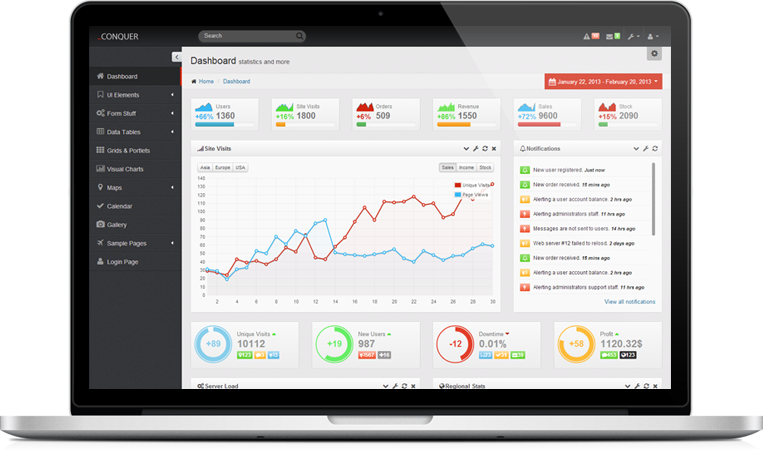 _CONQUER
Search
Dashboard
UI Elements
Form Stuff
Data Tables
Grids & Portlets
Visual Charts
Maps
Calendar
Gallery
Sample Pages
Login Page
Dashboard statistics and more
Home / Dashboard
January 22, 2013 - February 20, 2013
Users
+66% 1360
Site Visits
+16% 1800
Orders
+6% 509
Revenue
+86% 1550
Sales
+72% 9600
Stock
+15% 2090
Site Visits
Asia Europe USA
Sales Income Stock
Unique Visits
Page Views
140
130
120
110
100
90
80
70
60
50
40
30
20
10
0
2 4 6 8 10 12 14 16 18 20 22 24 26 28 30
Notifications
New user registered. Just now
New order received. 15 mins ago
Alerting a user account balance. 2 hrs ago
Alerting administrators staff. 11 hrs ago
Messages are not sent to users. 14 hrs ago
Web server #12 failed to relosd. 2 days ago
New order received. 15 mins ago
Alerting a user account balance. 2 hrs ago
Alerting administrators support staff. 11 hrs ago
View all notifications
+89
Unique Visits
10112
+19
New Users
987
-12
Downtime
0.01%
+58
Profit
1120.32$
Server Load
Regional Stats